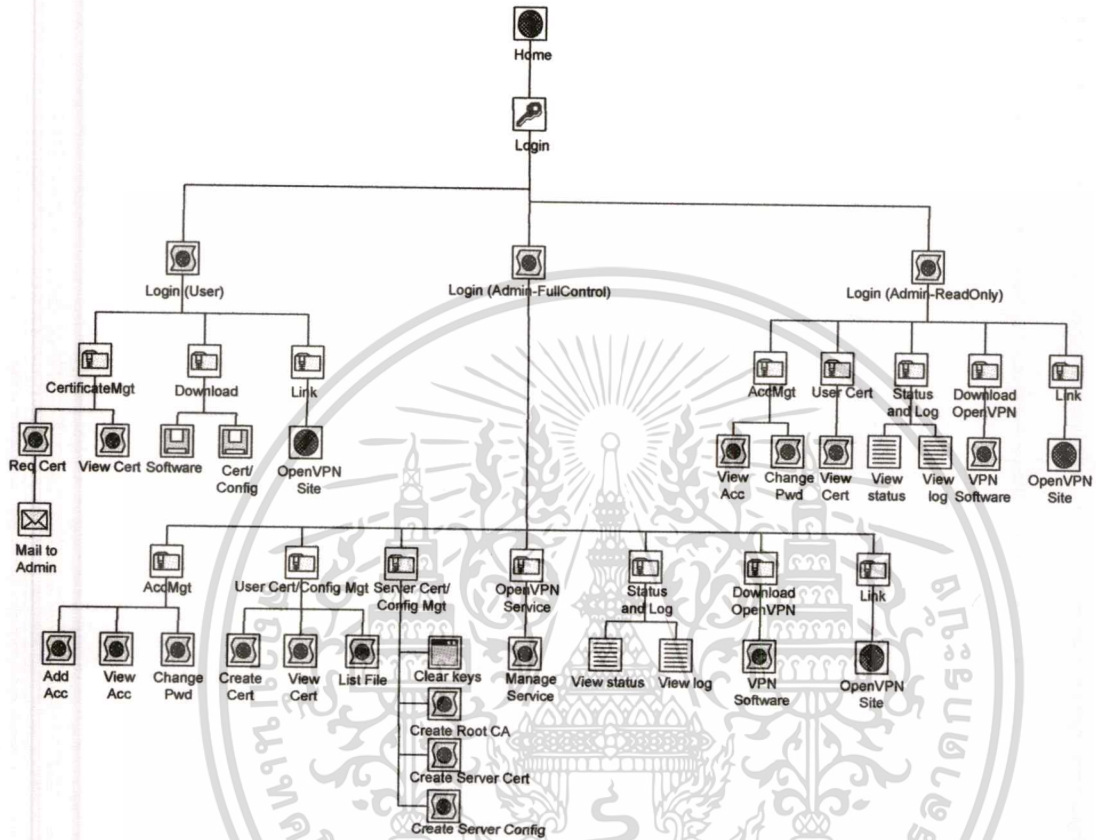 Home
Login
Login (User)
Login (Admin-FullControl)
Login (Admin-ReadOnly)
CertificateMgt
Download
Link
AccMgt
User Cert
Status
and Log
Download
OpenVPN
Link
Req Cert
View Cert
Software
Cert/
Config
OpenVPN
Site
View
Acc
Change
Pwd
View
Cert
View
status
View
log
VPN
Software
OpenVPN
Site
Mail to
Admin
AccMgt
User Cert/Config Mgt
Server Cert/
Config Mgt
OpenVPN
Service
Status
and Log
Download
OpenVPN
Link
Add
Acc
View
Acc
Change
Pwd
Create
Cert
View
Cert
List File
Clear keys
Create Root CA
Create Server Cert
Create Server Config
Manage
Service
View status
View log
VPN
Software
OpenVPN
Site